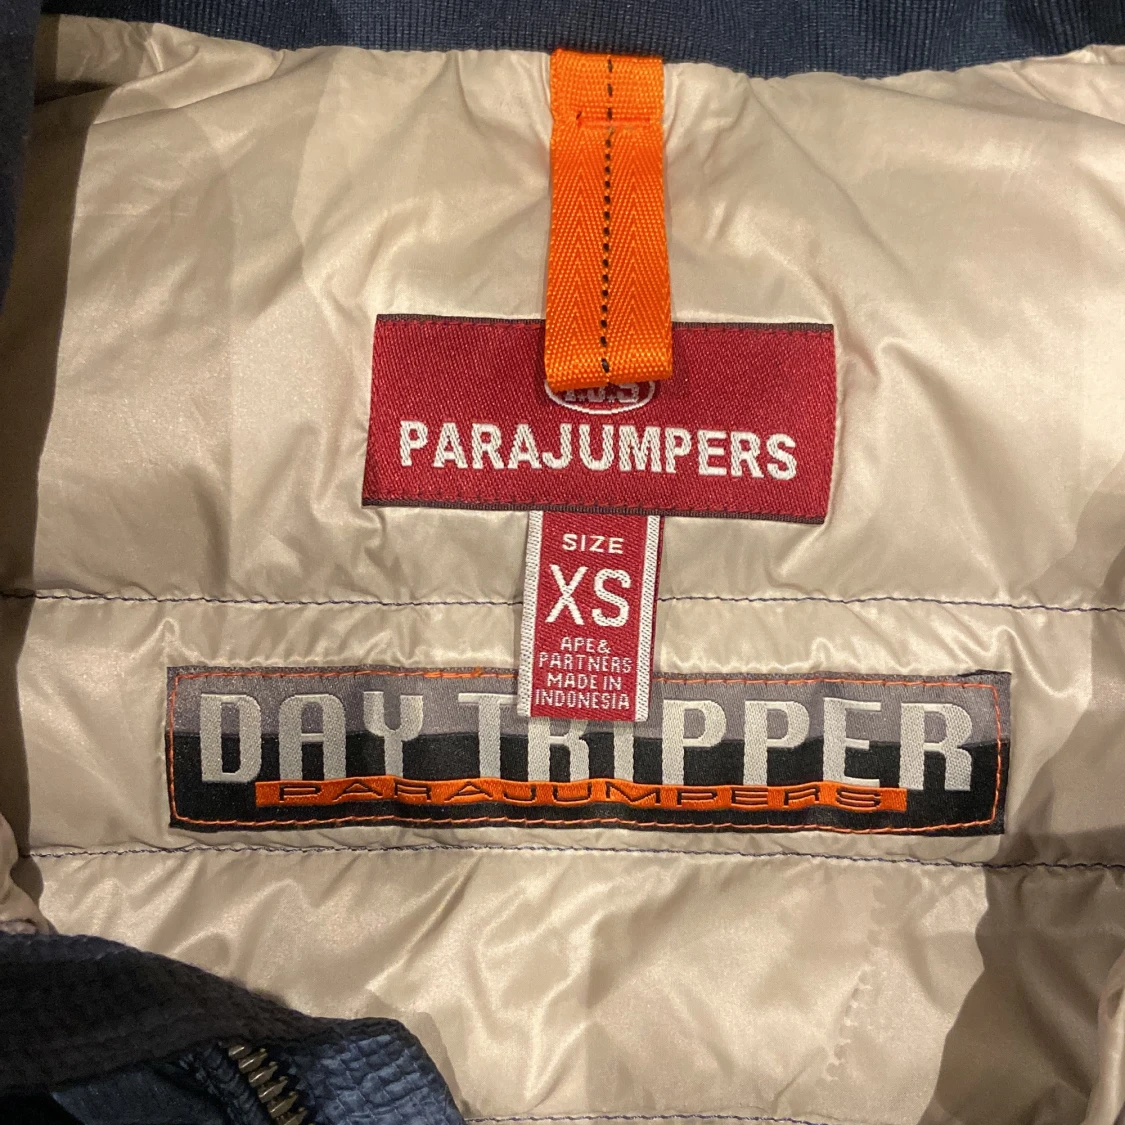 P.J.S
PARAJUMPERS
SIZE
XS
APE &
PARTNERS
MADE IN
INDONESIA
DAY TRIPPER
PARAJUMPERS